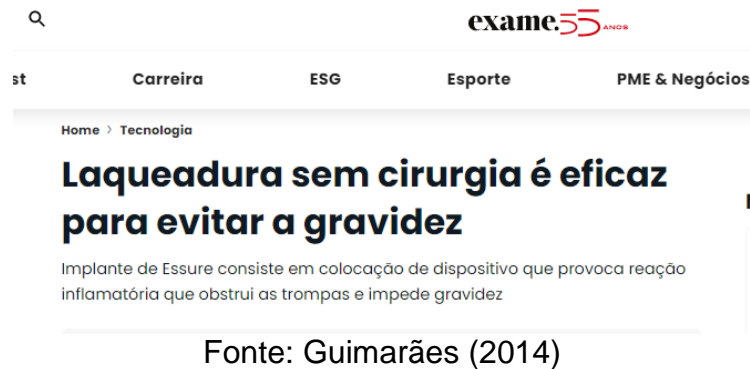 exame.55 ANOS
st Carreira ESG Esporte PME & Negócios
Home > Tecnologia
Laqueadura sem cirurgia é eficaz
para evitar a gravidez
Implante de Essure consiste em colocação de dispositivo que provoca reação
inflamatória que obstrui as trompas e impede gravidez
Fonte: Guimarães (2014)